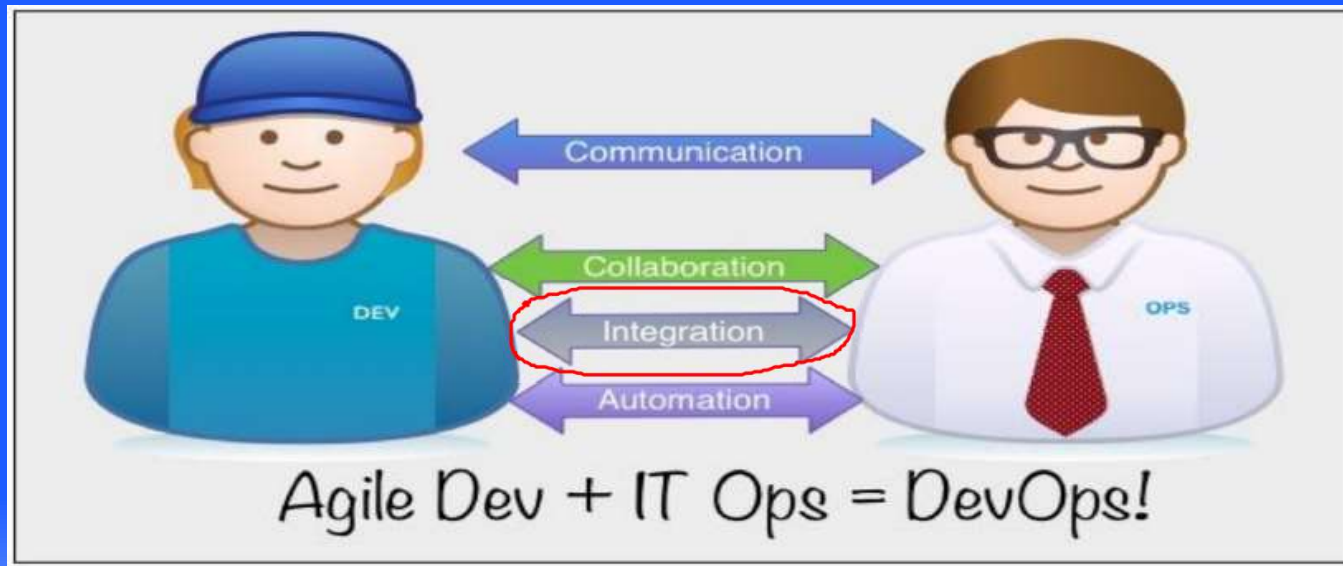 Communication
Collaboration
DEV
OPS
Integration
Automation
Agile Dev + IT Ops = DevOps!